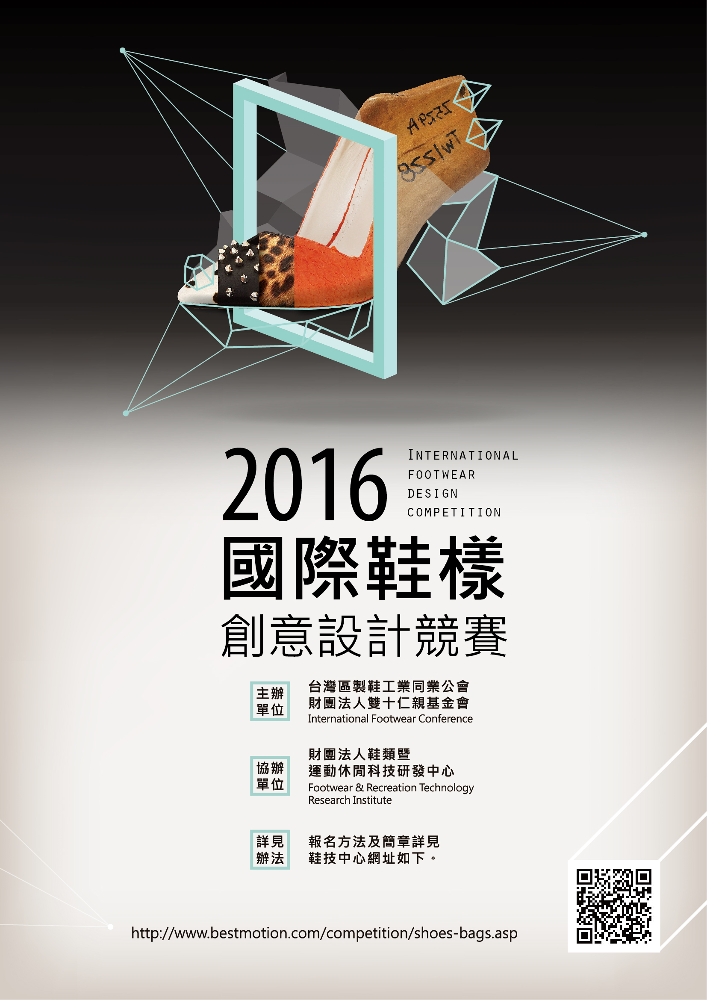 2016
INTERNATIONAL
FOOTWEAR
DESIGN
COMPETITION
國際鞋樣
創意設計競賽
主辦
單位
台灣區製鞋工業同業公會
財團法人雙十仁親基金會
International Footwear Conference
協辦
單位
財團法人鞋類暨
運動休閒科技研發中心
Footwear & Recreation Technology
Research Institute
詳見
辦法
報名方法及簡章詳見
鞋技中心網址如下。
http://www.bestmotion.com/competition/shoes-bags.asp